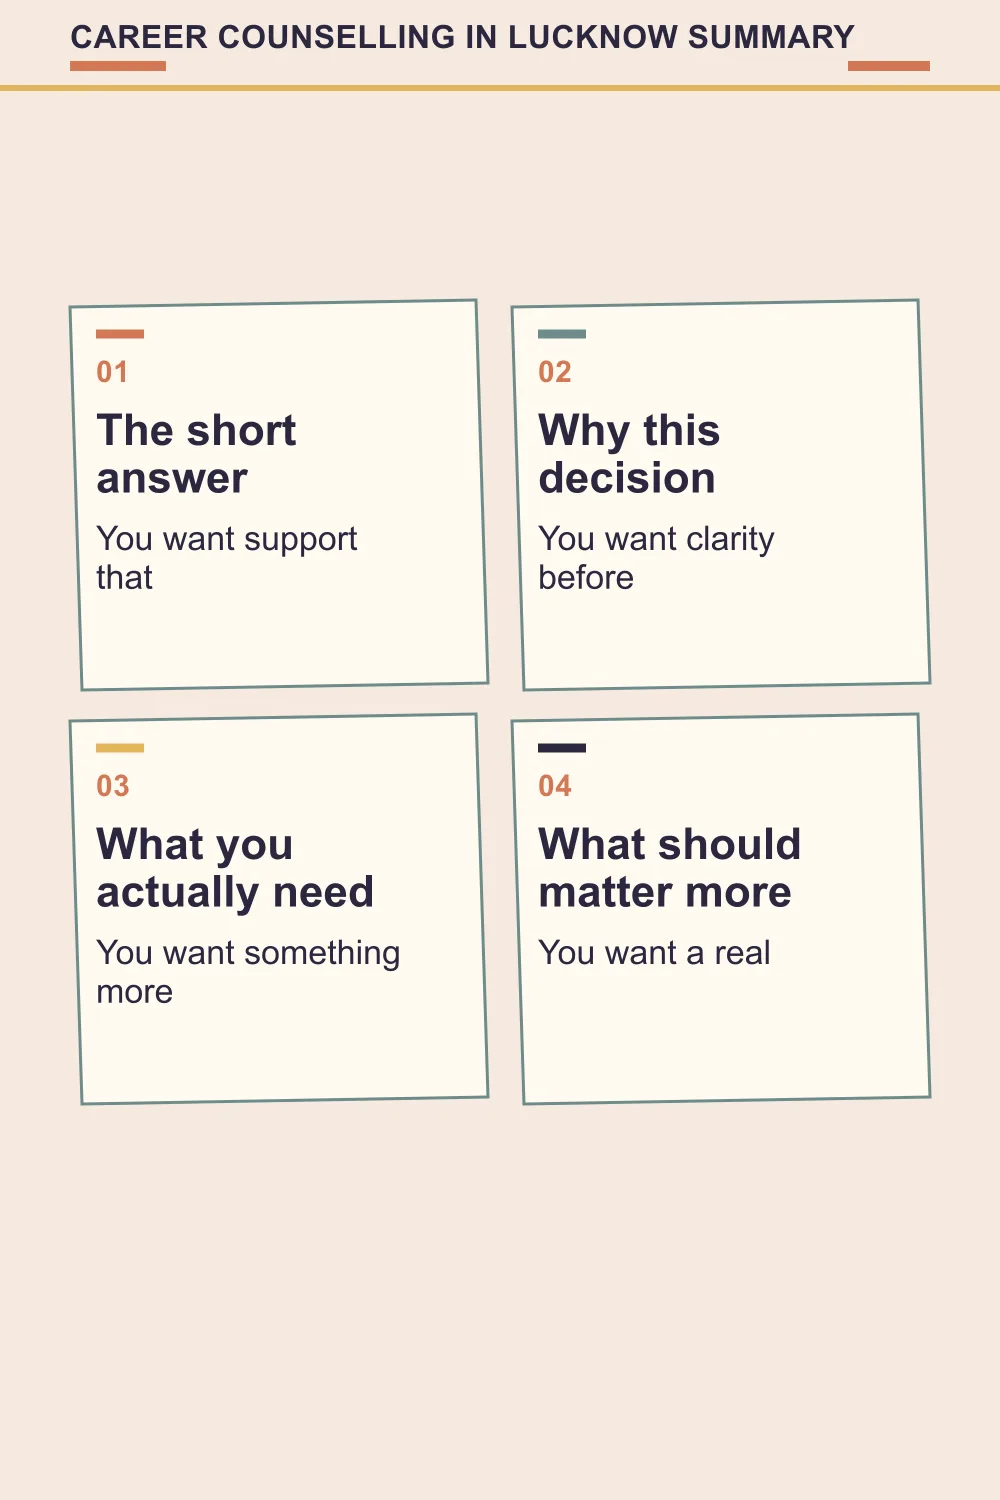 CAREER COUNSELLING IN LUCKNOW SUMMARY
01
The short
answer
You want support
that
02
Why this
decision
You want clarity
before
03
What you
actually need
You want something
more
04
What should
matter more
You want a real